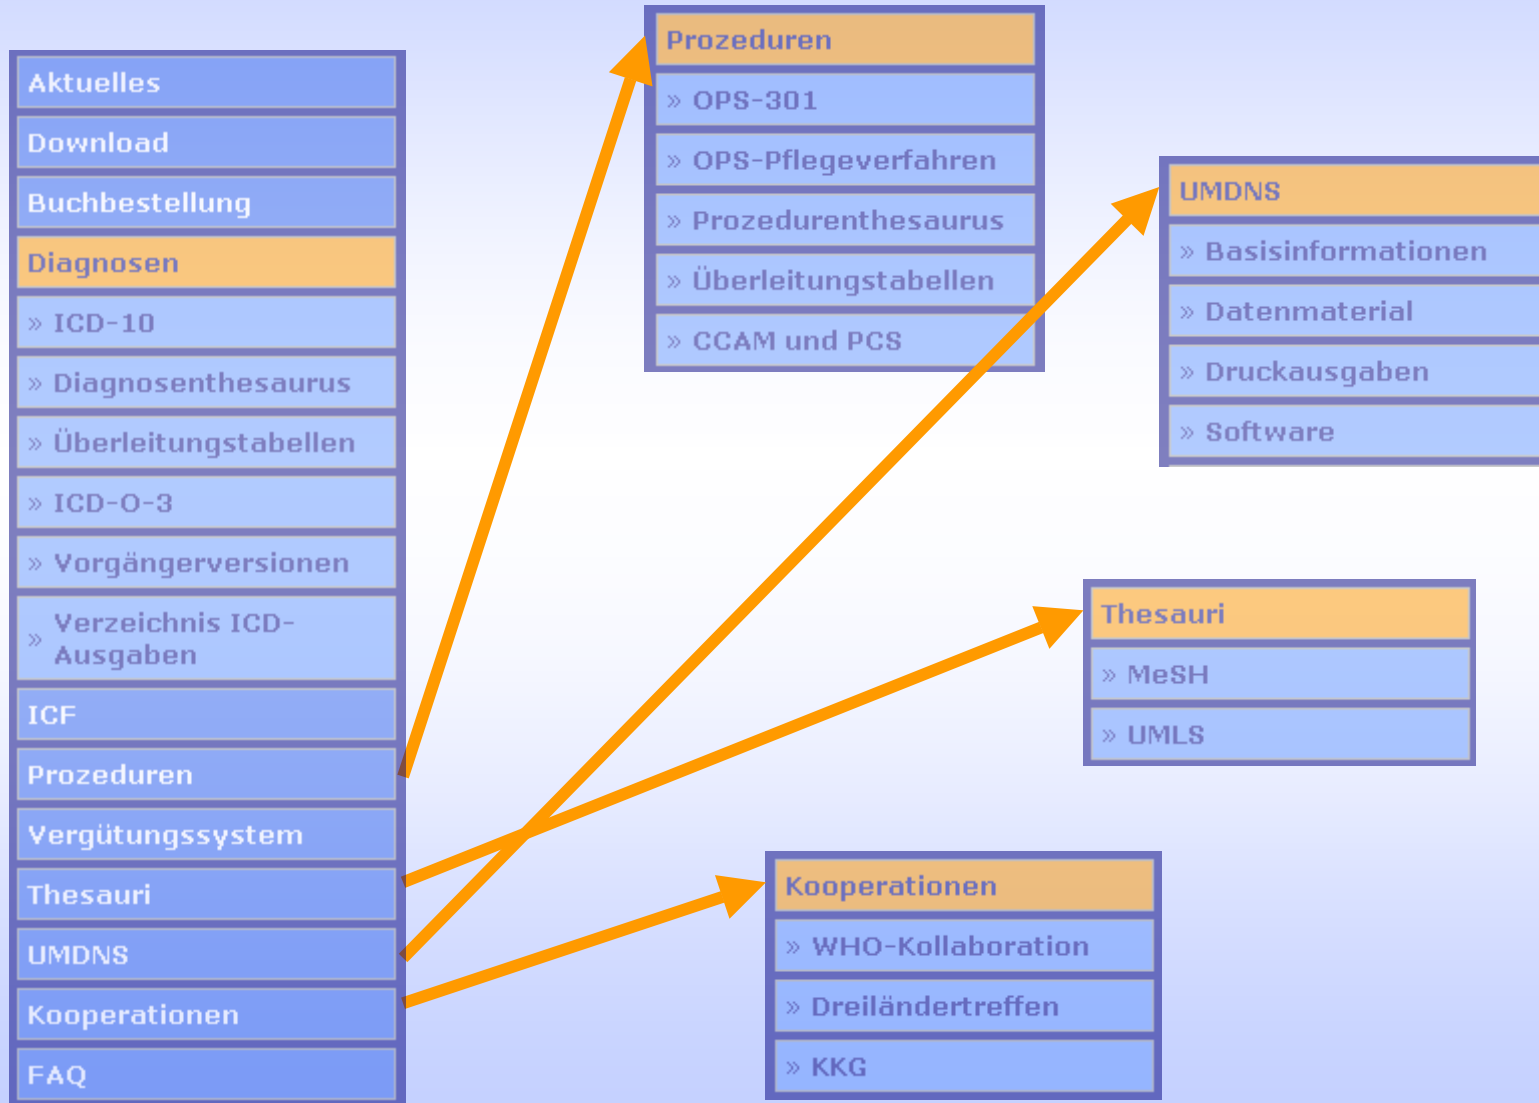 Aktuelles
Download
Buchbestellung
Diagnosen
» ICD-10
» Diagnosenthesaurus
» Überleitungstabellen
» ICD-O-3
» Vorgängerversionen
» Verzeichnis ICD-
Ausgaben
ICF
Prozeduren
Vergütungssystem
Thesauri
UMDNS
Kooperationen
FAQ
Prozeduren
» OPS-301
» OPS-Pflegeverfahren
» Prozedurenthesaurus
» Überleitungstabellen
» CCAM und PCS
UMDNS
» Basisinformationen
» Datenmaterial
» Druckausgaben
» Software
Thesauri
» MeSH
» UMLS
Kooperationen
» WHO-Kollaboration
» Dreiländertreffen
» KKG